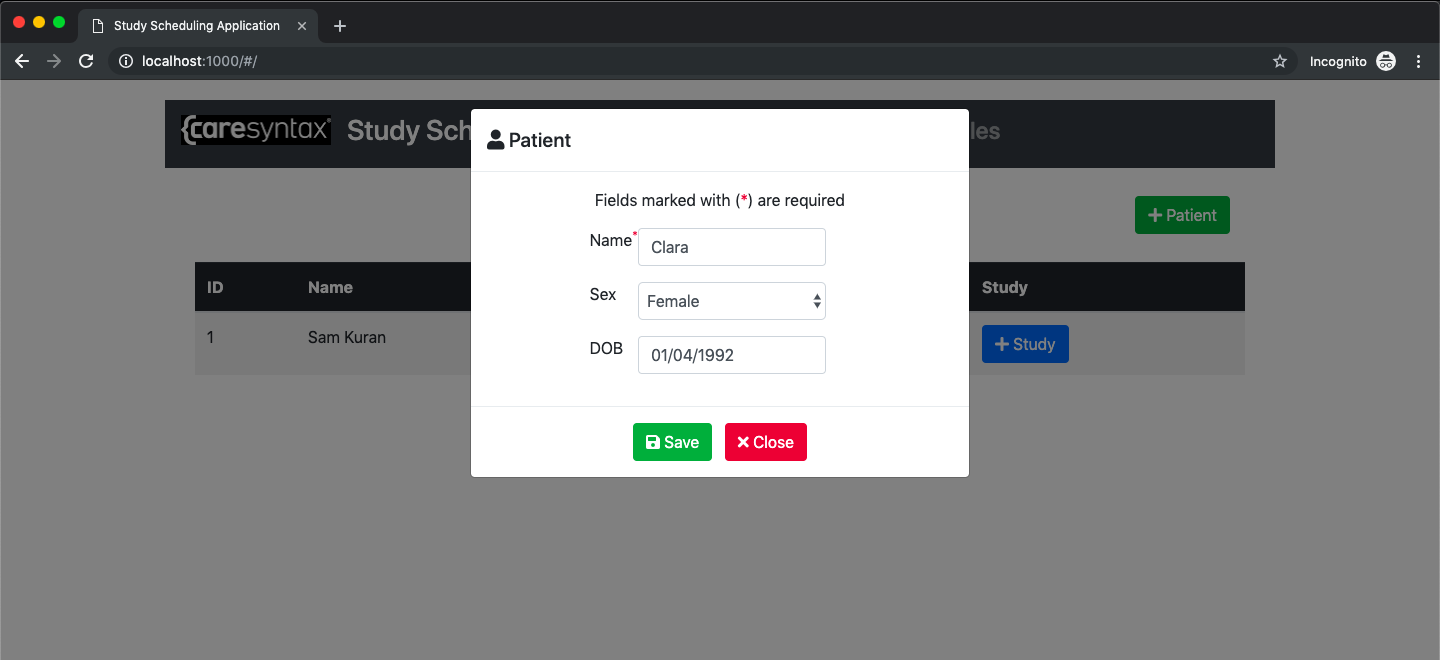 Study Scheduling Application
localhost:1000/#/
Incognito
{caresyntax® Study Sch
les
Patient
Fields marked with (*) are required
+ Patient
Name* Clara
ID Name Study
Sex Female
1 Sam Kuran + Study
DOB 01/04/1992
Save Close